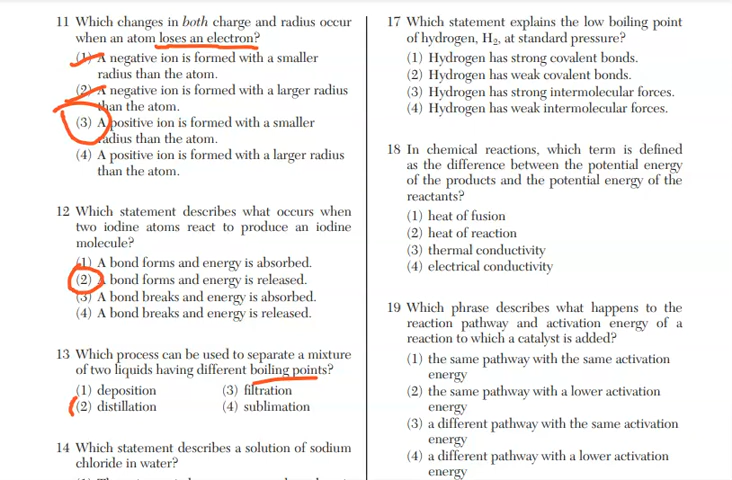 11 Which changes in both charge and radius occur
when an atom loses an electron?
(1) A negative ion is formed with a smaller
radius than the atom.
(2) A negative ion is formed with a larger radius
than the atom.
(3) A positive ion is formed with a smaller
radius than the atom.
(4) A positive ion is formed with a larger radius
than the atom.
12 Which statement describes what occurs when
two iodine atoms react to produce an iodine
molecule?
(1) A bond forms and energy is absorbed.
(2) A bond forms and energy is released.
(3) A bond breaks and energy is absorbed.
(4) A bond breaks and energy is released.
13 Which process can be used to separate a mixture
of two liquids having different boiling points?
(1) deposition (3) filtration
(2) distillation (4) sublimation
14 Which statement describes a solution of sodium
chloride in water?
17 Which statement explains the low boiling point
of hydrogen, H₂, at standard pressure?
(1) Hydrogen has strong covalent bonds.
(2) Hydrogen has weak covalent bonds.
(3) Hydrogen has strong intermolecular forces.
(4) Hydrogen has weak intermolecular forces.
18 In chemical reactions, which term is defined
as the difference between the potential energy
of the products and the potential energy of the
reactants?
(1) heat of fusion
(2) heat of reaction
(3) thermal conductivity
(4) electrical conductivity
19 Which phrase describes what happens to the
reaction pathway and activation energy of a
reaction to which a catalyst is added?
(1) the same pathway with the same activation
energy
(2) the same pathway with a lower activation
energy
(3) a different pathway with the same activation
energy
(4) a different pathway with a lower activation
energy